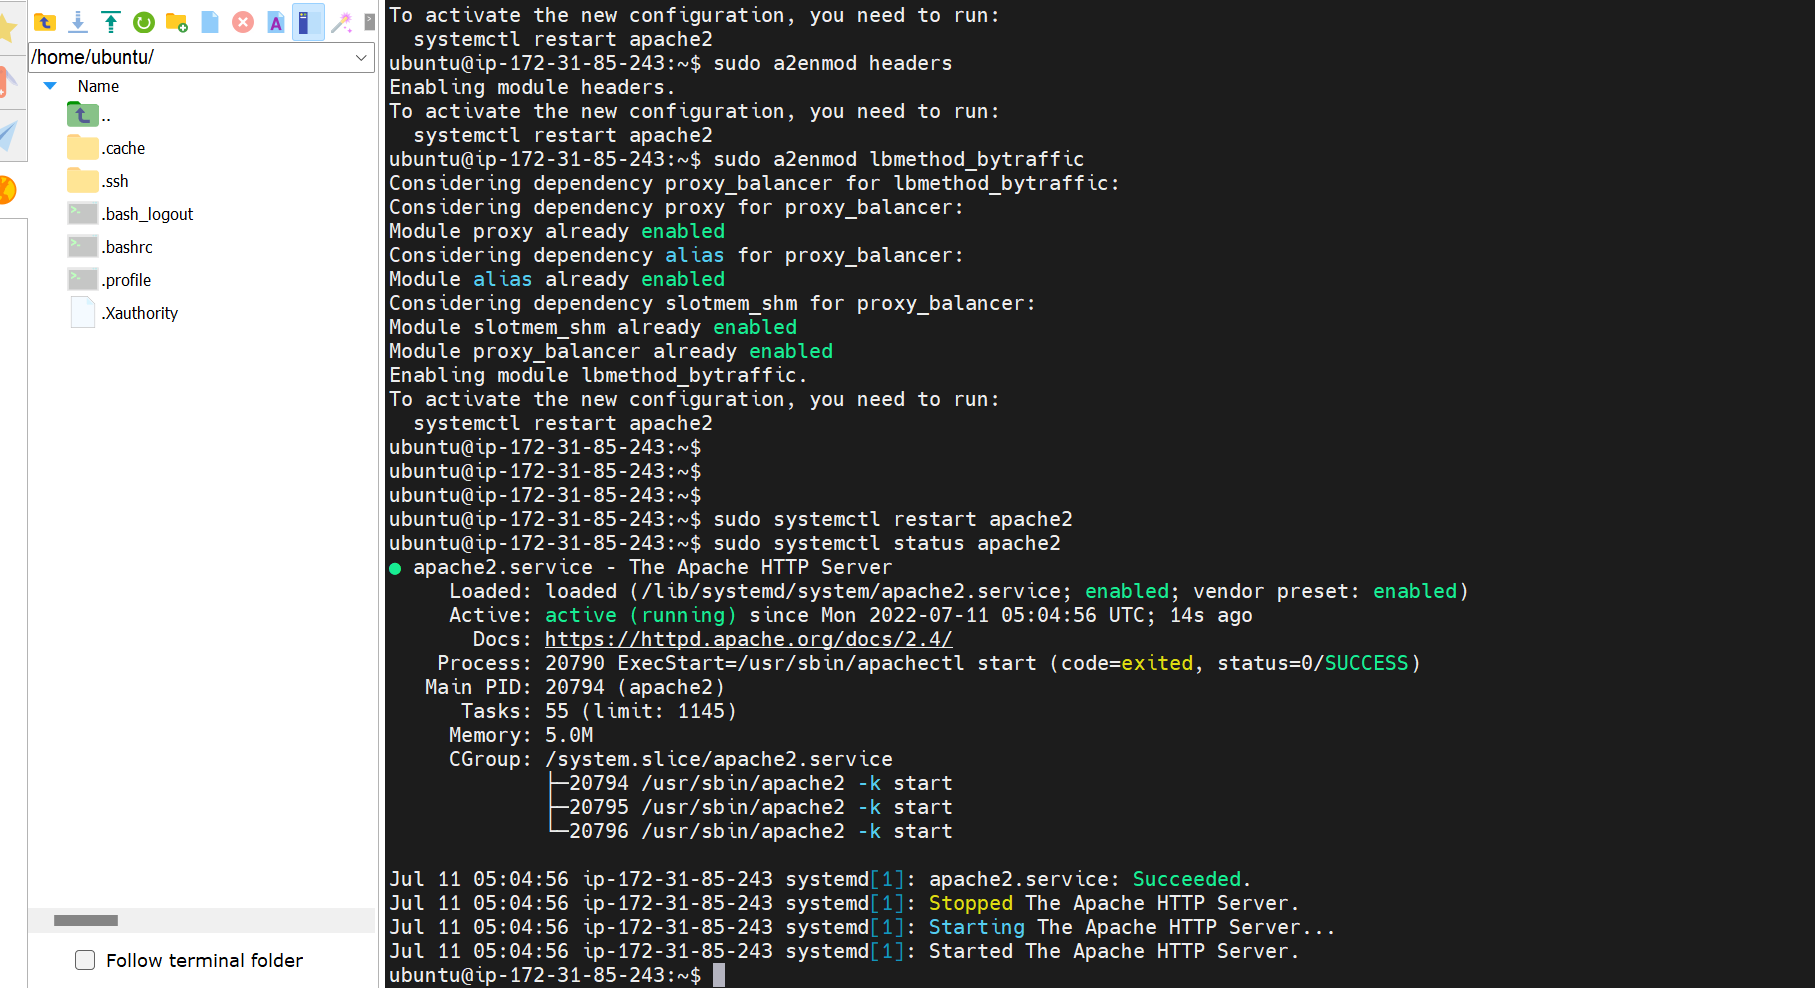 /home/ubuntu/
Name
..
.cache
.ssh
.bash_logout
.bashrc
.profile
.Xauthority
Follow terminal folder
To activate the new configuration, you need to run:
  systemctl restart apache2
ubuntu@ip-172-31-85-243:~$ sudo a2enmod headers
Enabling module headers.
To activate the new configuration, you need to run:
  systemctl restart apache2
ubuntu@ip-172-31-85-243:~$ sudo a2enmod lbmethod_bytraffic
Considering dependency proxy_balancer for lbmethod_bytraffic:
Considering dependency proxy for proxy_balancer:
Module proxy already enabled
Considering dependency alias for proxy_balancer:
Module alias already enabled
Considering dependency slotmem_shm for proxy_balancer:
Module slotmem_shm already enabled
Module proxy_balancer already enabled
Enabling module lbmethod_bytraffic.
To activate the new configuration, you need to run:
  systemctl restart apache2
ubuntu@ip-172-31-85-243:~$
ubuntu@ip-172-31-85-243:~$
ubuntu@ip-172-31-85-243:~$
ubuntu@ip-172-31-85-243:~$ sudo systemctl restart apache2
ubuntu@ip-172-31-85-243:~$ sudo systemctl status apache2
● apache2.service - The Apache HTTP Server
     Loaded: loaded (/lib/systemd/system/apache2.service; enabled; vendor preset: enabled)
     Active: active (running) since Mon 2022-07-11 05:04:56 UTC; 14s ago
       Docs: https://httpd.apache.org/docs/2.4/
    Process: 20790 ExecStart=/usr/sbin/apachectl start (code=exited, status=0/SUCCESS)
   Main PID: 20794 (apache2)
      Tasks: 55 (limit: 1145)
     Memory: 5.0M
     CGroup: /system.slice/apache2.service
             ├─20794 /usr/sbin/apache2 -k start
             ├─20795 /usr/sbin/apache2 -k start
             └─20796 /usr/sbin/apache2 -k start
Jul 11 05:04:56 ip-172-31-85-243 systemd[1]: apache2.service: Succeeded.
Jul 11 05:04:56 ip-172-31-85-243 systemd[1]: Stopped The Apache HTTP Server.
Jul 11 05:04:56 ip-172-31-85-243 systemd[1]: Starting The Apache HTTP Server...
Jul 11 05:04:56 ip-172-31-85-243 systemd[1]: Started The Apache HTTP Server.
ubuntu@ip-172-31-85-243:~$